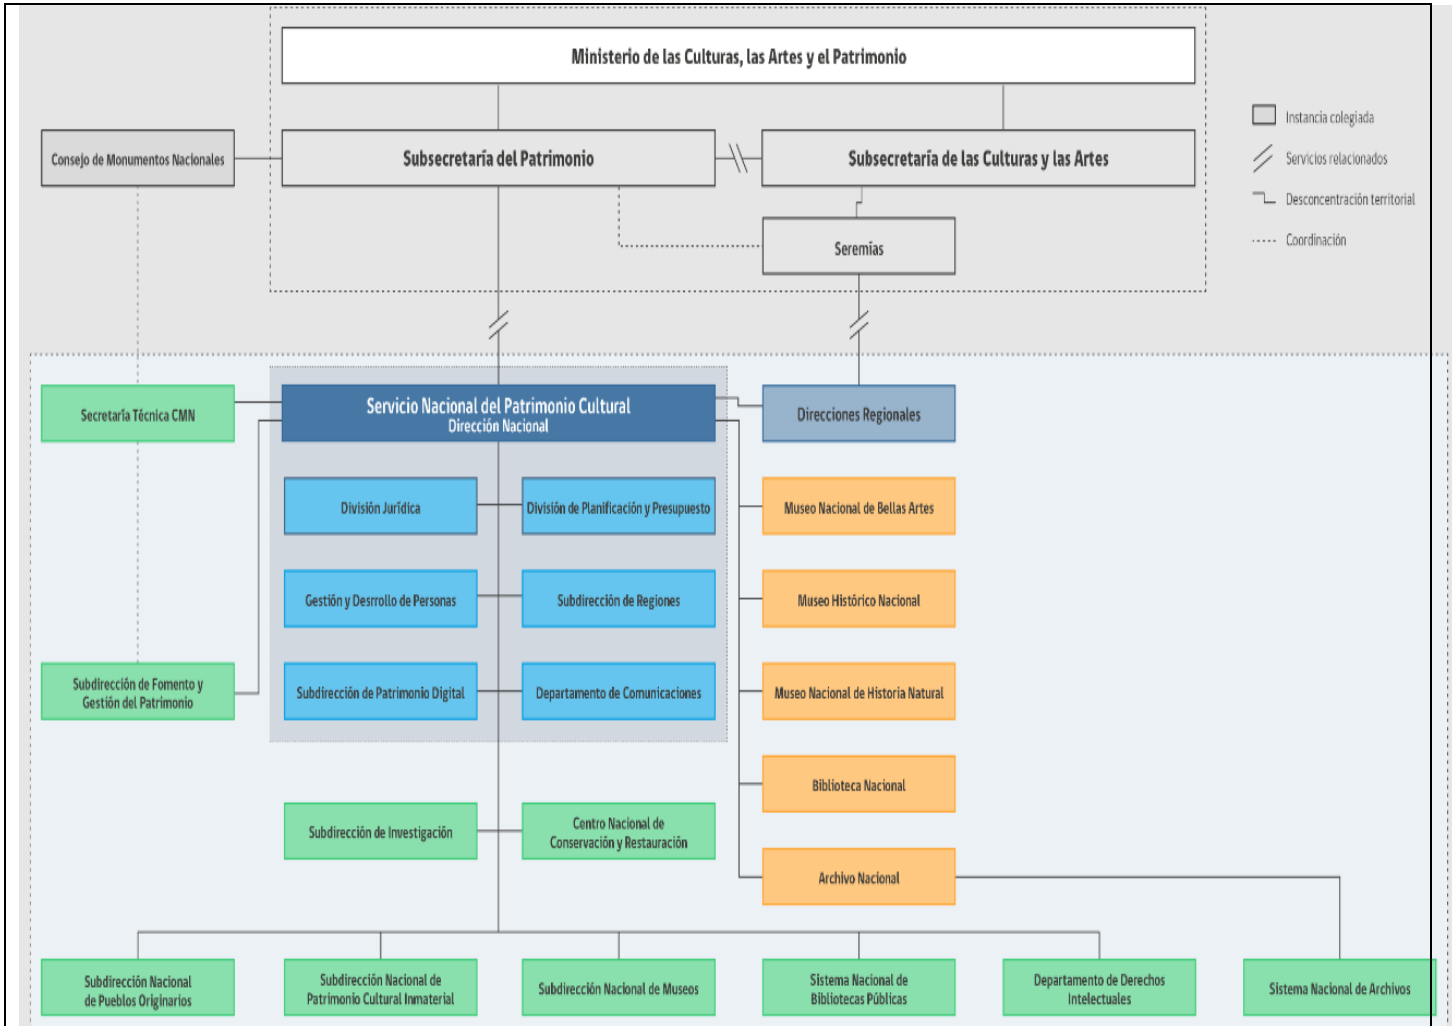 Ministerio de las Culturas, las Artes y el Patrimonio
Consejo de Monumentos Nacionales
Subsecretaría del Patrimonio
Subsecretaría de las Culturas y las Artes
Seremías
Instancia colegiada
Servicios relacionados
Desconcentración territorial
Coordinación
Secretaría Técnica CMN
Servicio Nacional del Patrimonio Cultural
Dirección Nacional
Direcciones Regionales
División Jurídica
División de Planificación y Presupuesto
Museo Nacional de Bellas Artes
Gestión y Desrrollo de Personas
Subdirección de Regiones
Museo Histórico Nacional
Subdirección de Fomento y
Gestión del Patrimonio
Subdirección de Patrimonio Digital
Departamento de Comunicaciones
Museo Nacional de Historia Natural
Biblioteca Nacional
Subdirección de Investigación
Centro Nacional de
Conservación y Restauración
Archivo Nacional
Subdirección Nacional
de Pueblos Originarios
Subdirección Nacional de
Patrimonio Cultural Inmaterial
Subdirección Nacional de Museos
Sistema Nacional de
Bibliotecas Públicas
Departamento de Derechos
Intelectuales
Sistema Nacional de Archivos